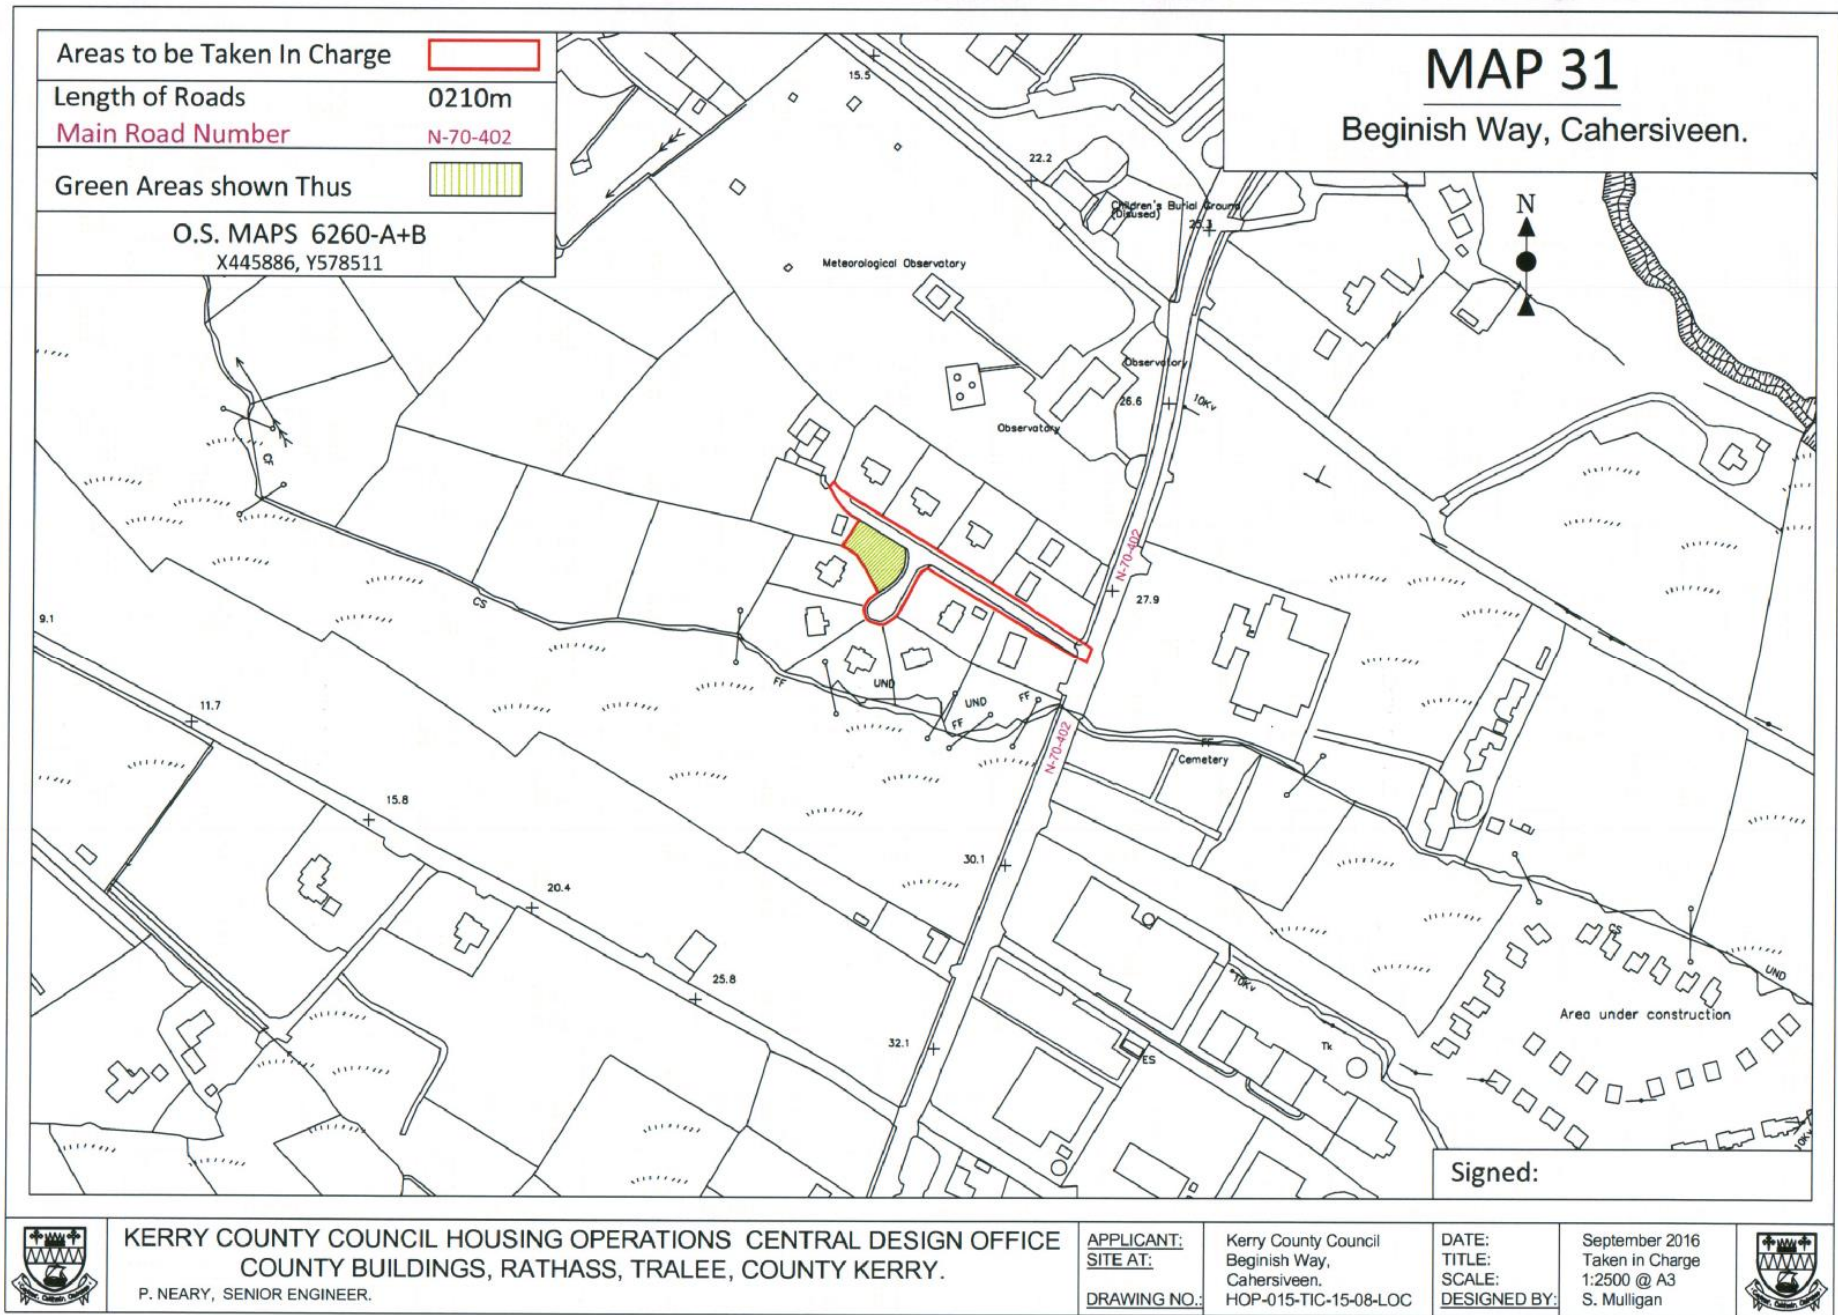 Areas to be Taken In Charge
Length of Roads 0210m
Main Road Number N-70-402
Green Areas shown Thus
O.S. MAPS 6260-A+B
X445886, Y578511
MAP 31
Beginish Way, Cahersiveen.
N
15.5
22.2
Children's Burial Ground
(Disused)
25.1
Meteorological Observatory
Observatory
26.6
10Kv
Observatory
CF
N-70-402
27.9
CS
9.1
FF
UND
UND
FF
FF
11.7
N-70-402
FF
Cemetery
15.8
30.1
20.4
CS
UND
25.8
10Kv
Area under construction
32.1
ES
Tk
10Kv
Signed:
KERRY COUNTY COUNCIL HOUSING OPERATIONS CENTRAL DESIGN OFFICE
COUNTY BUILDINGS, RATHASS, TRALEE, COUNTY KERRY.
P. NEARY, SENIOR ENGINEER.
APPLICANT: Kerry County Council
SITE AT: Beginish Way,
Cahersiveen.
DRAWING NO.: HOP-015-TIC-15-08-LOC
DATE: September 2016
TITLE: Taken in Charge
SCALE: 1:2500 @ A3
DESIGNED BY: S. Mulligan